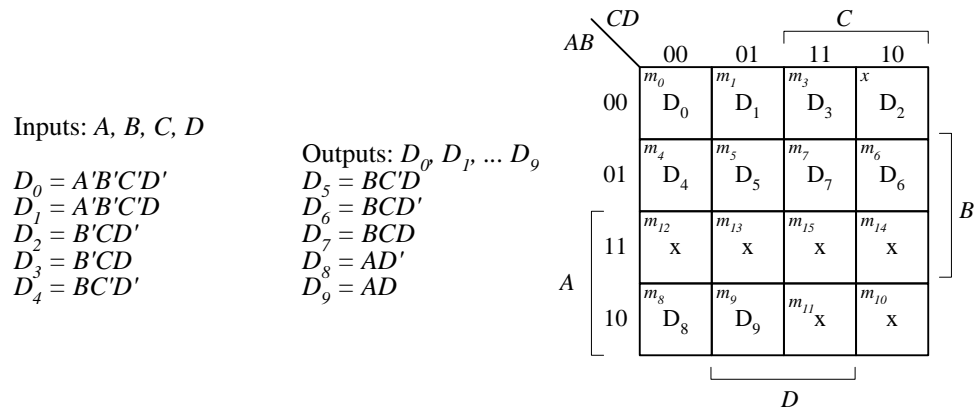 Inputs: A, B, C, D
D₀ = A'B'C'D'
D₁ = A'B'C'D
D₂ = B'CD'
D₃ = B'CD
D₄ = BC'D'
Outputs: D₀, D₁, ... D₉
D₅ = BC'D
D₆ = BCD'
D₇ = BCD
D₈ = AD'
D₉ = AD
CD
C
AB
00 01 11 10
m₀ m₁ m₃ x
00 D₀ D₁ D₃ D₂
m₄ m₅ m₇ m₆
01 D₄ D₅ D₇ D₆
B
m₁₂ m₁₃ m₁₅ m₁₄
11 x x x x
A
m₈ m₉ m₁₁ m₁₀
10 D₈ D₉ x x
D